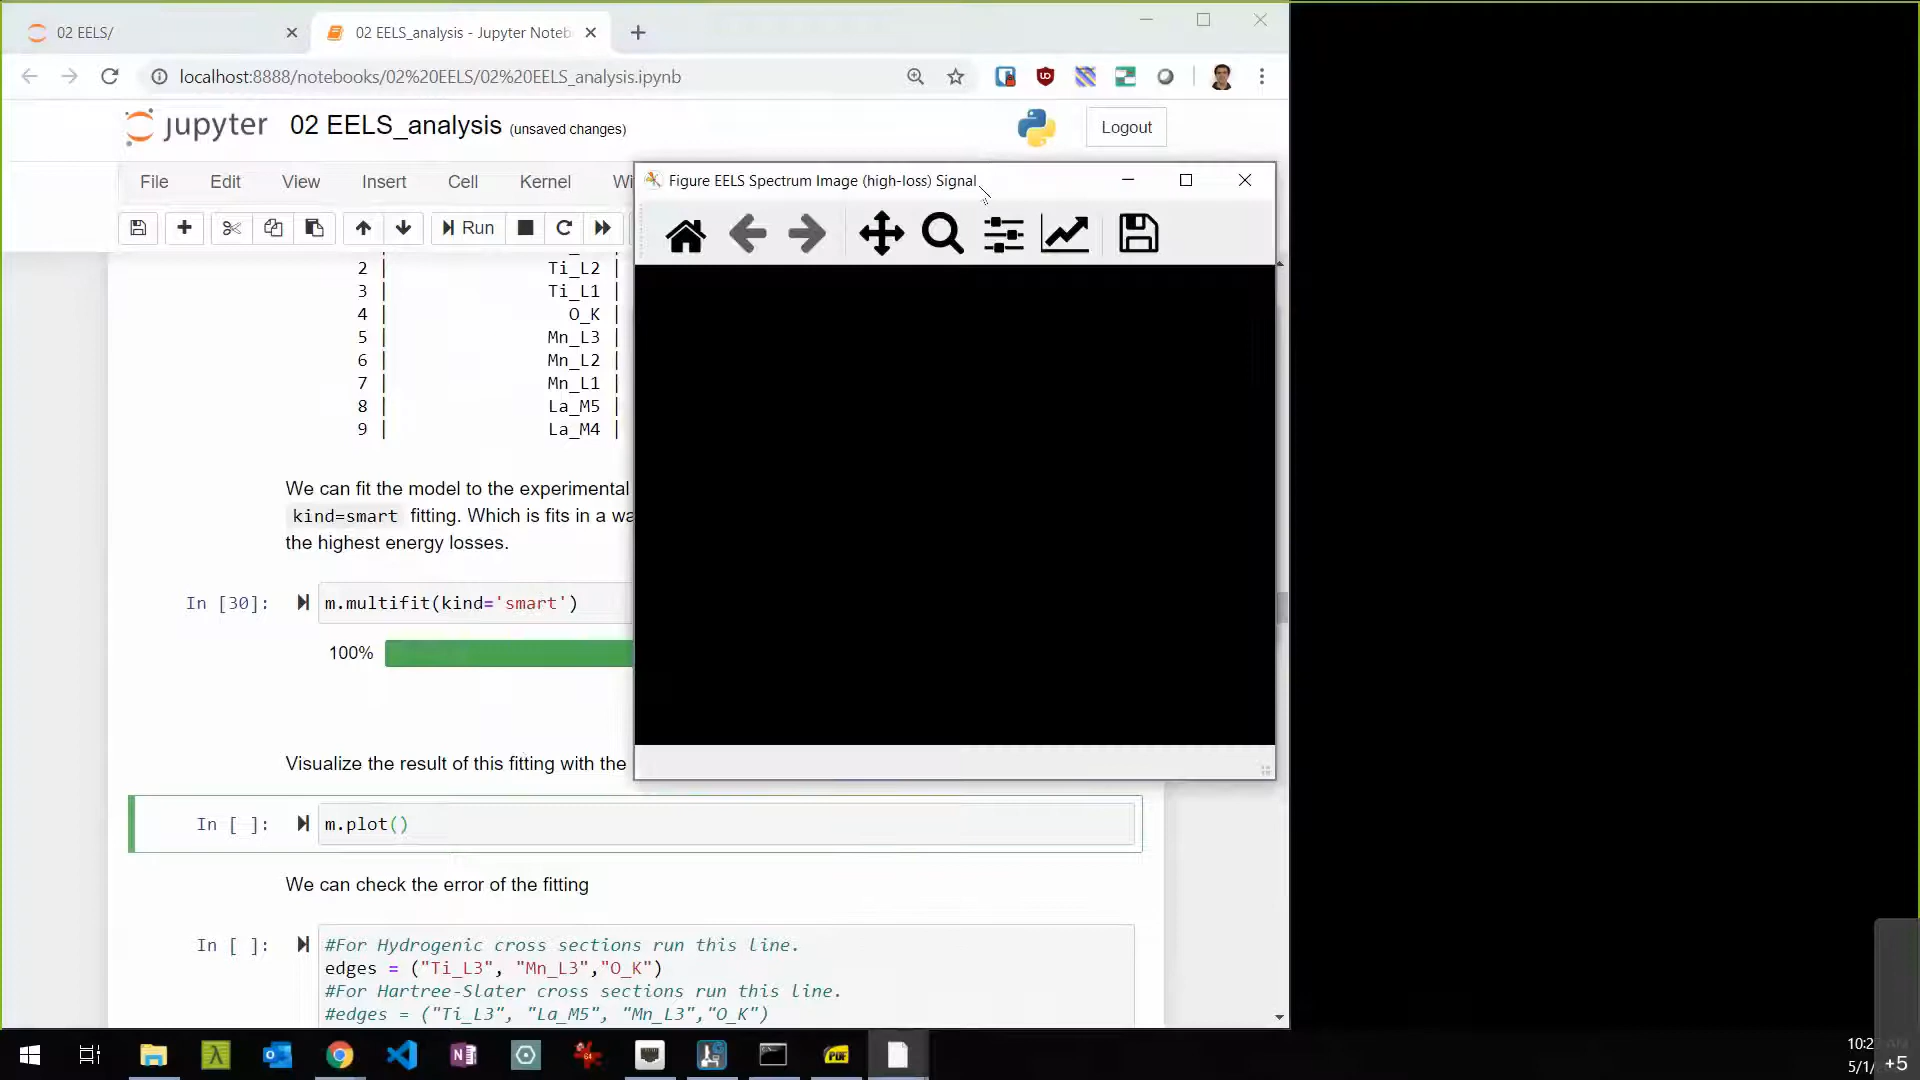 02 EELS/
02 EELS_analysis - Jupyter Noteb
localhost:8888/notebooks/02%20EELS/02%20EELS_analysis.ipynb
jupyter 02 EELS_analysis (unsaved changes)
Logout
File Edit View Insert Cell Kernel Wi
Run
Figure EELS Spectrum Image (high-loss) Signal
2 | Ti_L2 |
3 | Ti_L1 |
4 | O_K |
5 | Mn_L3 |
6 | Mn_L2 |
7 | Mn_L1 |
8 | La_M5 |
9 | La_M4 |
We can fit the model to the experimental
kind=smart fitting. Which is fits in a wa
the highest energy losses.
In [30]: m.multifit(kind='smart')
100%
Visualize the result of this fitting with the
In [ ]: m.plot()
We can check the error of the fitting
In [ ]: #For Hydrogenic cross sections run this line.
edges = ("Ti_L3", "Mn_L3","O_K")
#For Hartree-Slater cross sections run this line.
#edges = ("Ti_L3", "La_M5", "Mn_L3","O_K")
10:2
5/1/
+5